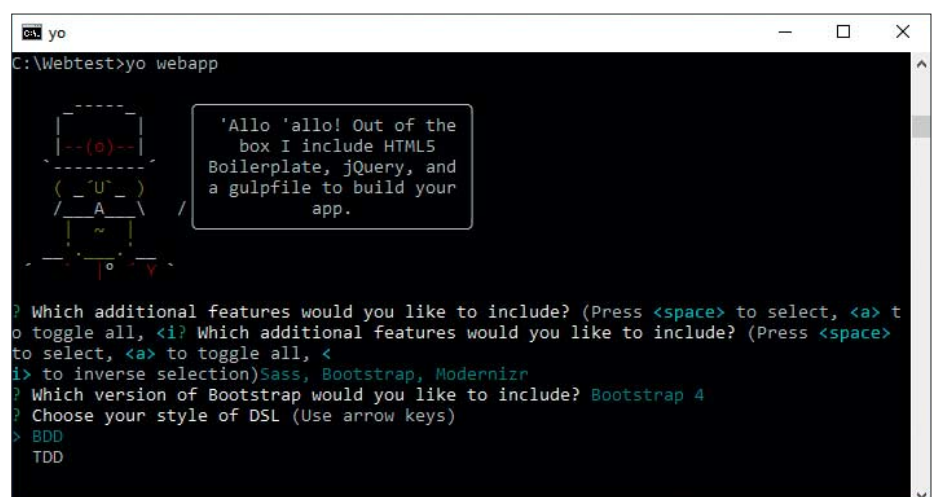 yo
C:\Webtest>yo webapp
'Allo 'allo! Out of the
box I include HTML5
Boilerplate, jQuery, and
a gulpfile to build your
app.
? Which additional features would you like to include? (Press <space> to select, <a> t
o toggle all, <i? Which additional features would you like to include? (Press <space>
to select, <a> to toggle all, <
i> to inverse selection)Sass, Bootstrap, Modernizr
? Which version of Bootstrap would you like to include? Bootstrap 4
? Choose your style of DSL (Use arrow keys)
> BDD
TDD